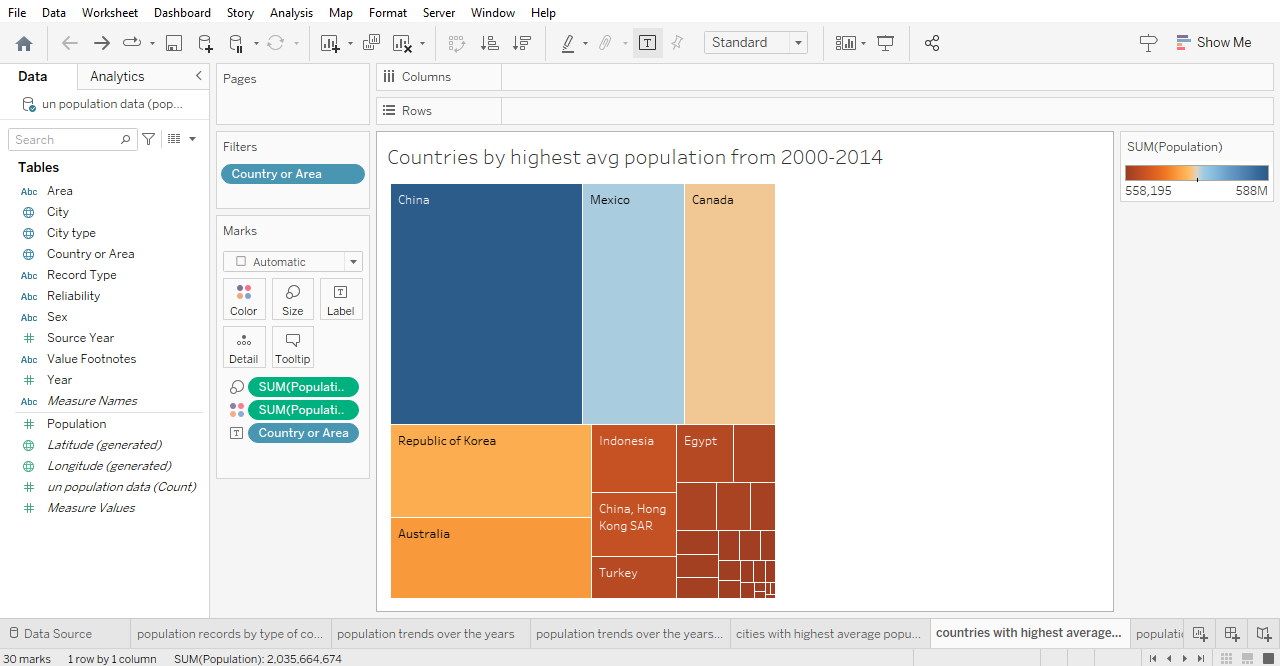 File Data Worksheet Dashboard Story Analysis Map Format Server Window Help
Standard
Show Me
Data Analytics
un population data (pop...
Search
Tables
Abc Area
City
City type
Country or Area
Abc Record Type
Abc Reliability
Abc Sex
Source Year
Abc Value Footnotes
Year
Abc Measure Names
Population
Latitude (generated)
Longitude (generated)
un population data (Count)
Measure Values
Pages
Filters
Country or Area
Marks
Automatic
Color Size Label
Detail Tooltip
SUM(Populati..
SUM(Populati..
Country or Area
Columns
Rows
Countries by highest avg population from 2000-2014
China
Mexico
Canada
Republic of Korea
Australia
Indonesia
China, Hong
Kong SAR
Turkey
Egypt
SUM(Population)
558,195 588M
Data Source
population records by type of co...
population trends over the years
population trends over the years...
cities with highest average popu...
countries with highest average...
populatio
30 marks 1 row by 1 column SUM(Population): 2,035,664,674